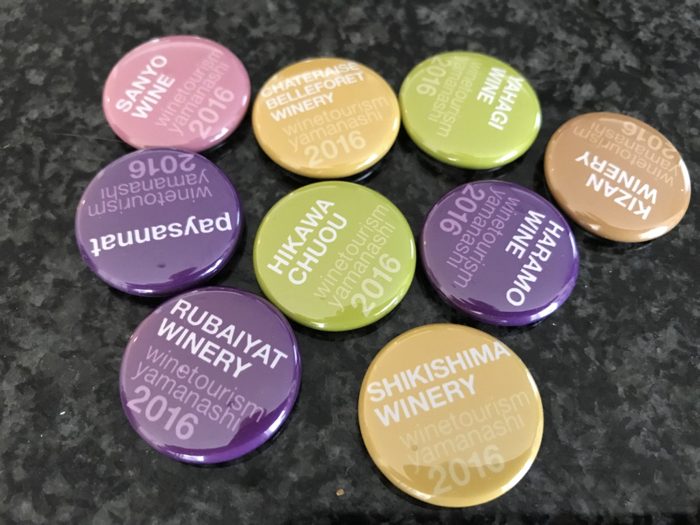 SANYO
WINE
winetourism
yamanashi
2016
CHATERAISE
BELLEFORET
WINERY
winetourism
yamanashi
2016
YAHAGI
WINE
winetourism
yamanashi
2016
KIZAN
WINERY
winetourism
yamanashi
2016
paysannat
winetourism
yamanashi
2016
HIKAWA
CHUOU
winetourism
yamanashi
2016
HARAMO
WINE
winetourism
yamanashi
2016
RUBAIYAT
WINERY
winetourism
yamanashi
2016
SHIKISHIMA
WINERY
winetourism
yamanashi
2016